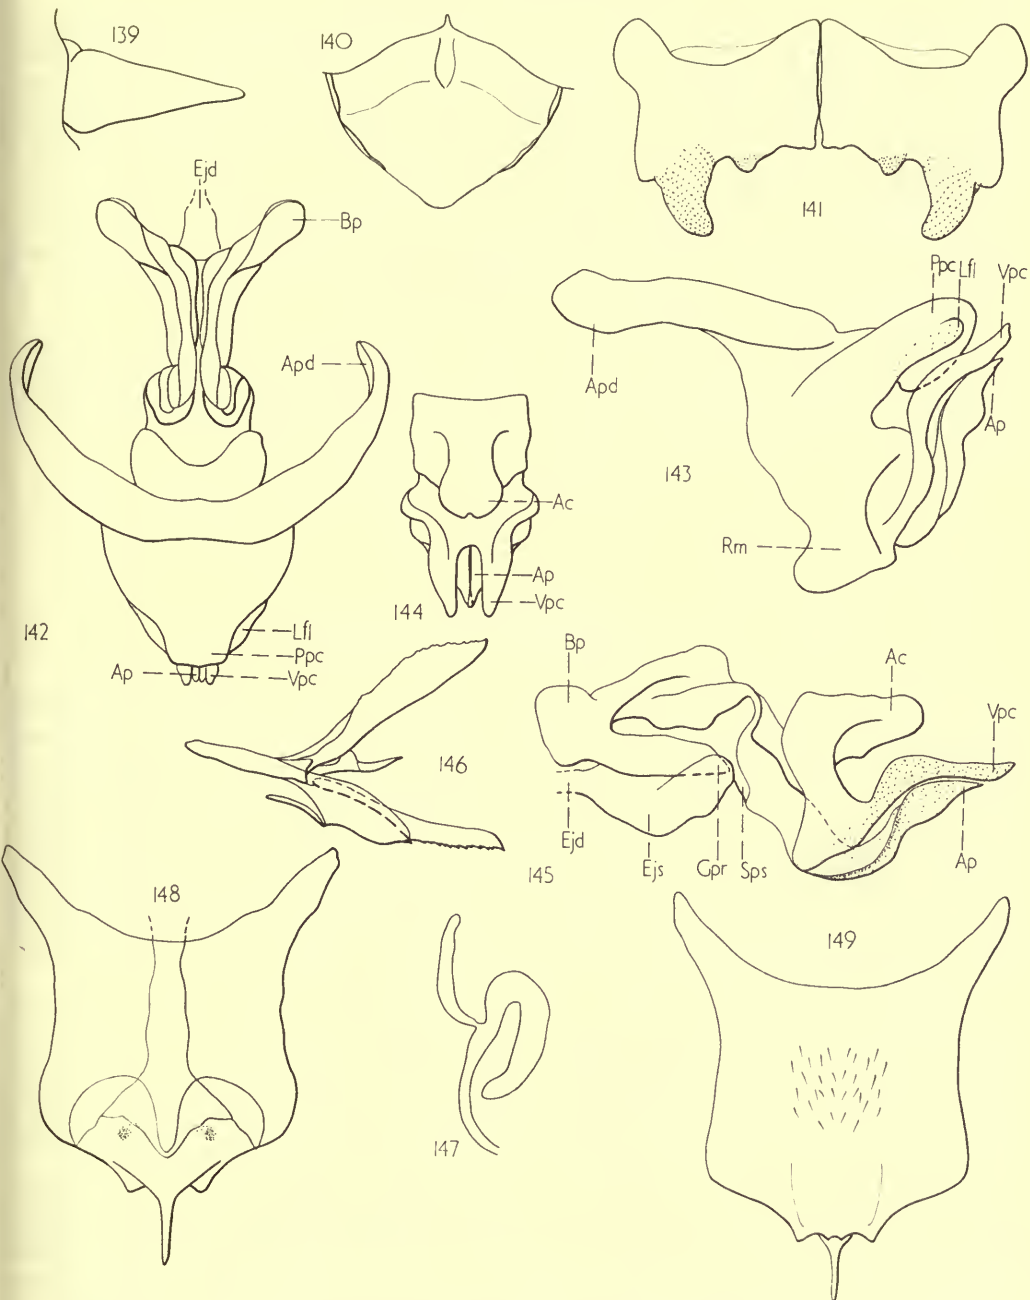 139
140
141
Ejd
Bp
Apd
142
Lfl
Ppc
Ap
Vpc
Ppc
Lfl
Vpc
Apd
Ap
143
Rm
Ac
Ap
144
Vpc
146
Bp
Ac
Vpc
Ejd
Ejs
Gpr
Sps
Ap
145
148
147
149